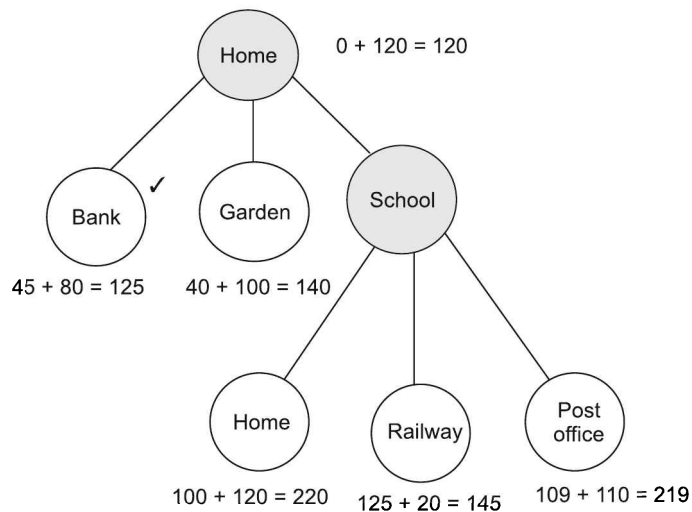 Home
0 + 120 = 120
Bank
✓
Garden
School
45 + 80 = 125
40 + 100 = 140
Home
Railway
Post
office
100 + 120 = 220
125 + 20 = 145
109 + 110 = 219